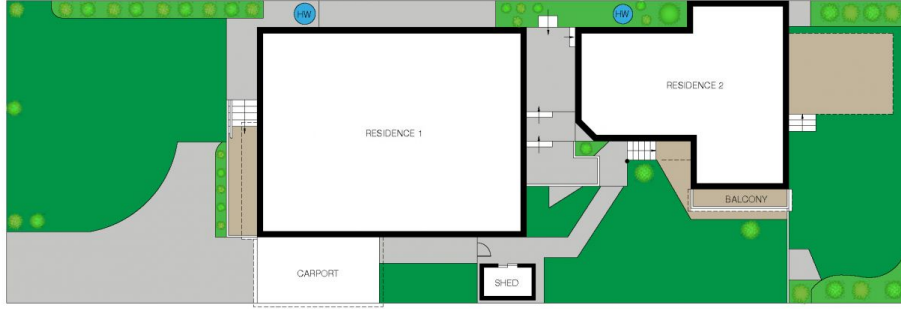 HW
HW
RESIDENCE 2
RESIDENCE 1
BALCONY
CARPORT
SHED